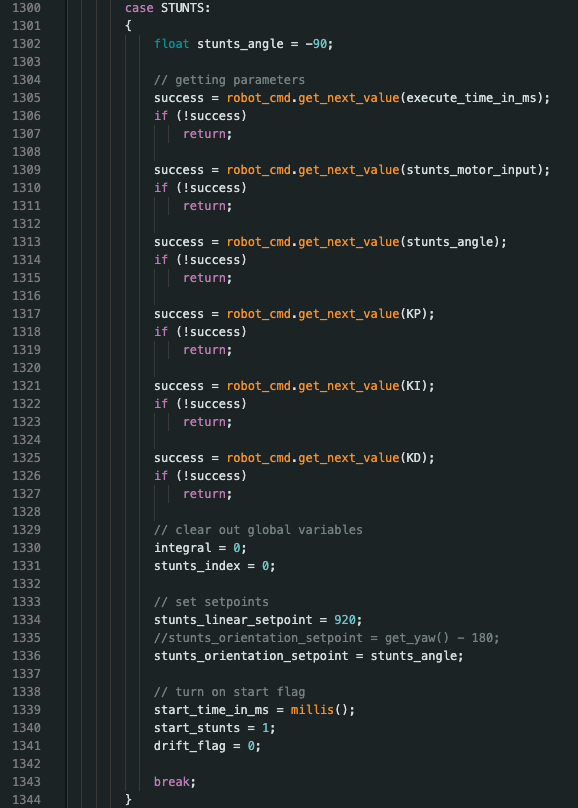 1300 case STUNTS:
1301 {
1302 float stunts_angle = -90;
1303
1304 // getting parameters
1305 success = robot_cmd.get_next_value(execute_time_in_ms);
1306 if (!success)
1307 return;
1308
1309 success = robot_cmd.get_next_value(stunts_motor_input);
1310 if (!success)
1311 return;
1312
1313 success = robot_cmd.get_next_value(stunts_angle);
1314 if (!success)
1315 return;
1316
1317 success = robot_cmd.get_next_value(KP);
1318 if (!success)
1319 return;
1320
1321 success = robot_cmd.get_next_value(KI);
1322 if (!success)
1323 return;
1324
1325 success = robot_cmd.get_next_value(KD);
1326 if (!success)
1327 return;
1328
1329 // clear out global variables
1330 integral = 0;
1331 stunts_index = 0;
1332
1333 // set setpoints
1334 stunts_linear_setpoint = 920;
1335 //stunts_orientation_setpoint = get_yaw() - 180;
1336 stunts_orientation_setpoint = stunts_angle;
1337
1338 // turn on start flag
1339 start_time_in_ms = millis();
1340 start_stunts = 1;
1341 drift_flag = 0;
1342
1343 break;
1344 }